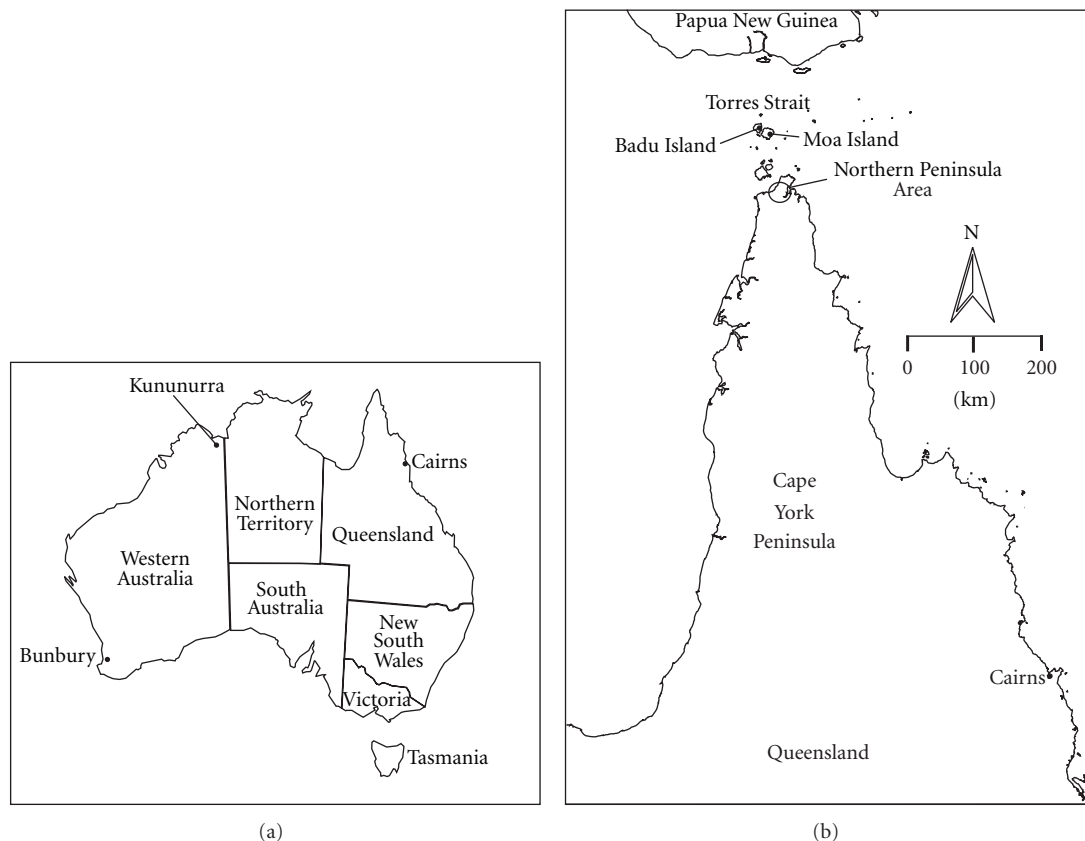 Kununurra
Cairns
Northern
Territory
Queensland
Western
Australia
South
Australia
New
South
Wales
Bunbury
Victoria
Tasmania
(a)
Papua New Guinea
Torres Strait
Badu Island
Moa Island
Northern Peninsula
Area
N
0 100 200
(km)
Cape
York
Peninsula
Cairns
Queensland
(b)